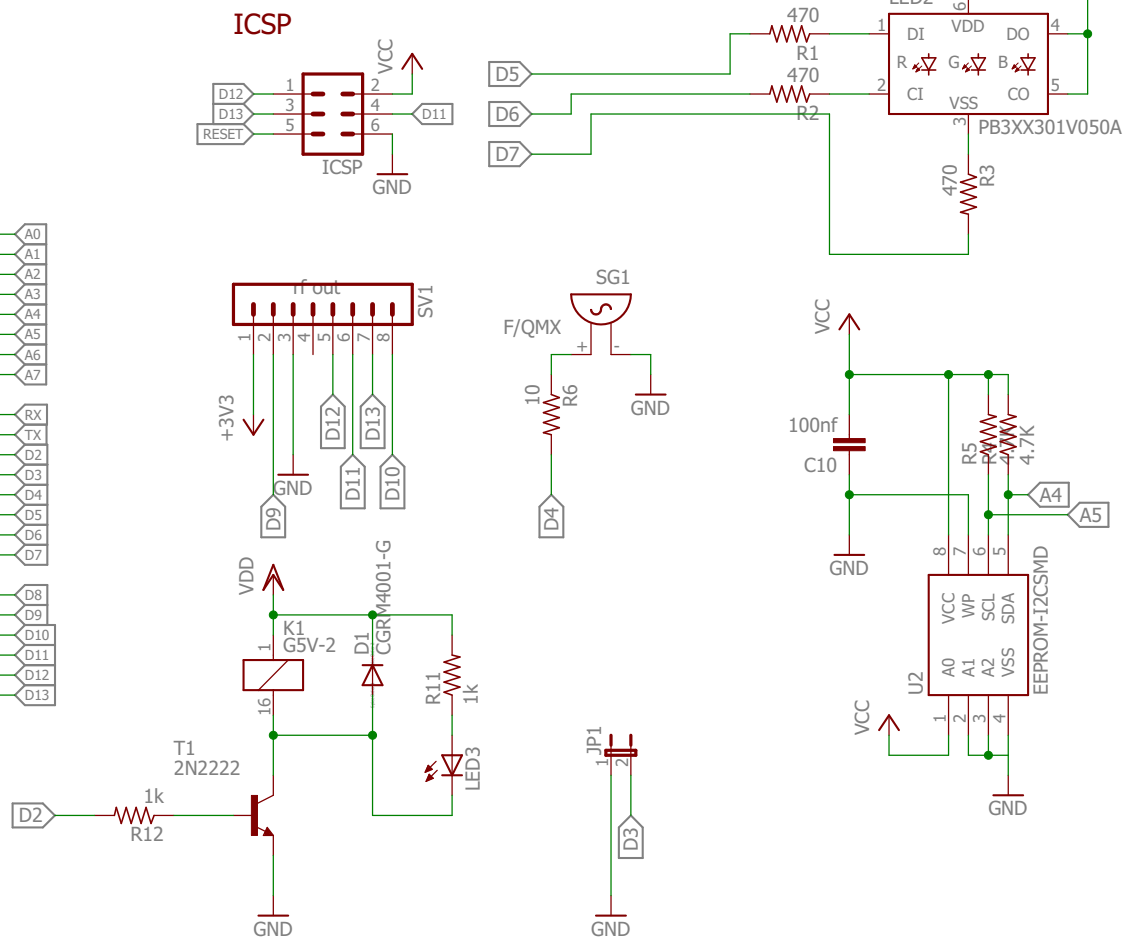 ICSP
VCC
D12
D13
RESET
1
3
5
2
4
6
D11
ICSP
GND
D5
D6
D7
470
R1
470
R2
1
2
DI
CI
R
G
B
6
VDD
DO
CO
VSS
4
5
3
PB3XX301V050A
470
R3
A0
A1
A2
A3
A4
A5
A6
A7
RX
TX
D2
D3
D4
D5
D6
D7
D8
D9
D10
D11
D12
D13
rf out
SV1
1
2
3
4
5
6
7
8
+3V3
GND
D9
D12
D11
D13
D10
SG1
F/QMX
+
-
10
R6
GND
D4
VCC
100nf
C10
GND
R5
R4
4.7K
4.7K
A4
A5
8
7
6
5
VCC
WP
SCL
SDA
A0
A1
A2
VSS
U2
EEPROM-I2CSMD
1
2
3
4
VCC
GND
VDD
K1
G5V-2
1
16
D1
CGRM4001-G
R11
1k
LED3
T1
2N2222
D2
1k
R12
GND
JP1
1
2
D3
GND